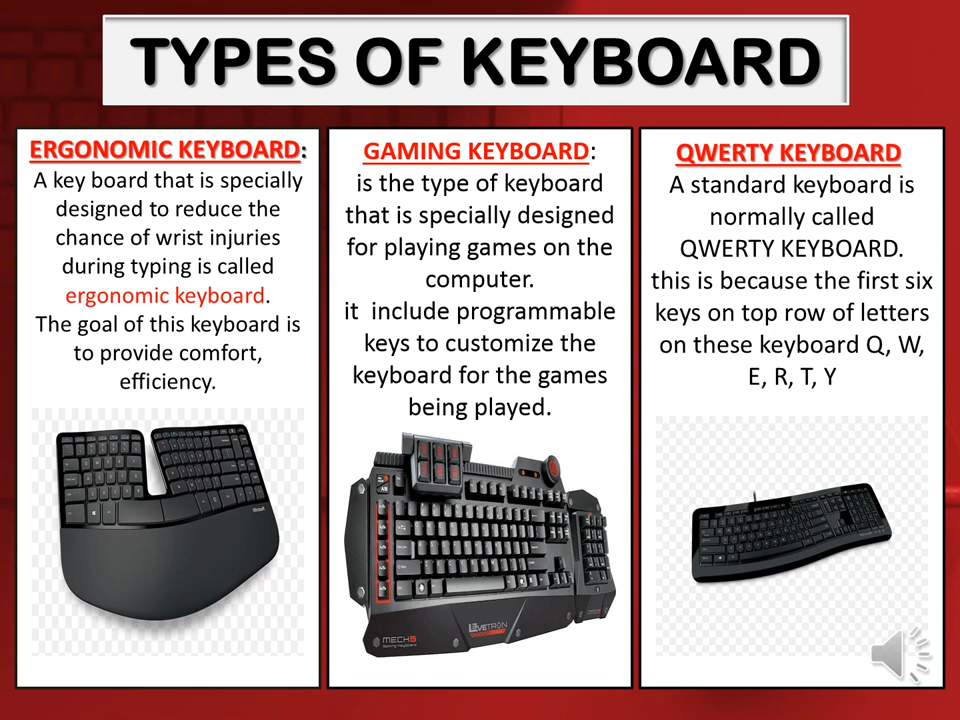 TYPES OF KEYBOARD
ERGONOMIC KEYBOARD:
A key board that is specially
designed to reduce the
chance of wrist injuries
during typing is called
ergonomic keyboard.
The goal of this keyboard is
to provide comfort,
efficiency.
Microsoft
GAMING KEYBOARD:
is the type of keyboard
that is specially designed
for playing games on the
computer.
it  include programmable
keys to customize the
keyboard for the games
being played.
LEVETRON
MECH5
Gaming Keyboard
QWERTY KEYBOARD
A standard keyboard is
normally called
QWERTY KEYBOARD.
this is because the first six
keys on top row of letters
on these keyboard Q, W,
E, R, T, Y